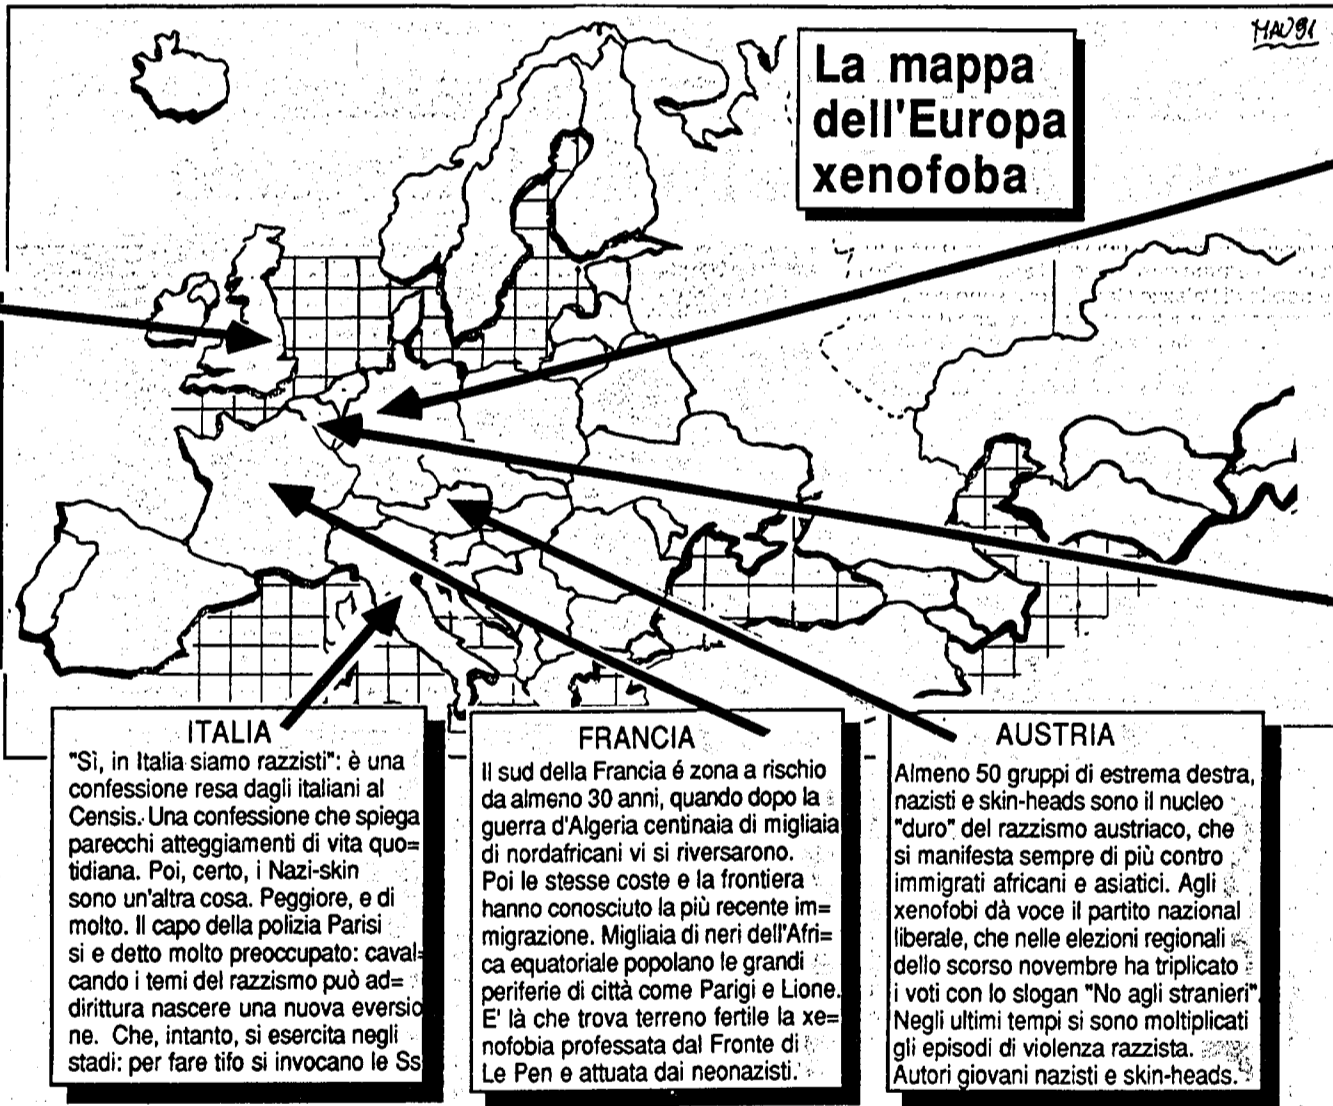 MAV91
La mappa
dell'Europa
xenofoba
ITALIA
"Sì, in Italia siamo razzisti": è una
confessione resa dagli italiani al
Censis. Una confessione che spiega
parecchi atteggiamenti di vita quo=
tidiana. Poi, certo, i Nazi-skin
sono un'altra cosa. Peggiore, e di
molto. Il capo della polizia Parisi
si e detto molto preoccupato: caval=
cando i temi del razzismo può ad=
dirittura nascere una nuova eversio
ne. Che, intanto, si esercita negli
stadi: per fare tifo si invocano le Ss
FRANCIA
Il sud della Francia é zona a rischio
da almeno 30 anni, quando dopo la
guerra d'Algeria centinaia di migliaia
di nordafricani vi si riversarono.
Poi le stesse coste e la frontiera
hanno conosciuto la più recente im=
migrazione. Migliaia di neri dell'Afri=
ca equatoriale popolano le grandi
periferie di città come Parigi e Lione.
E' là che trova terreno fertile la xe=
nofobia professata dal Fronte di
Le Pen e attuata dai neonazisti.
AUSTRIA
Almeno 50 gruppi di estrema destra,
nazisti e skin-heads sono il nucleo
"duro" del razzismo austriaco, che
si manifesta sempre di più contro
immigrati africani e asiatici. Agli
xenofobi dà voce il partito nazional
liberale, che nelle elezioni regionali
dello scorso novembre ha triplicato
i voti con lo slogan "No agli stranieri".
Negli ultimi tempi si sono moltiplicati
gli episodi di violenza razzista.
Autori giovani nazisti e skin-heads.